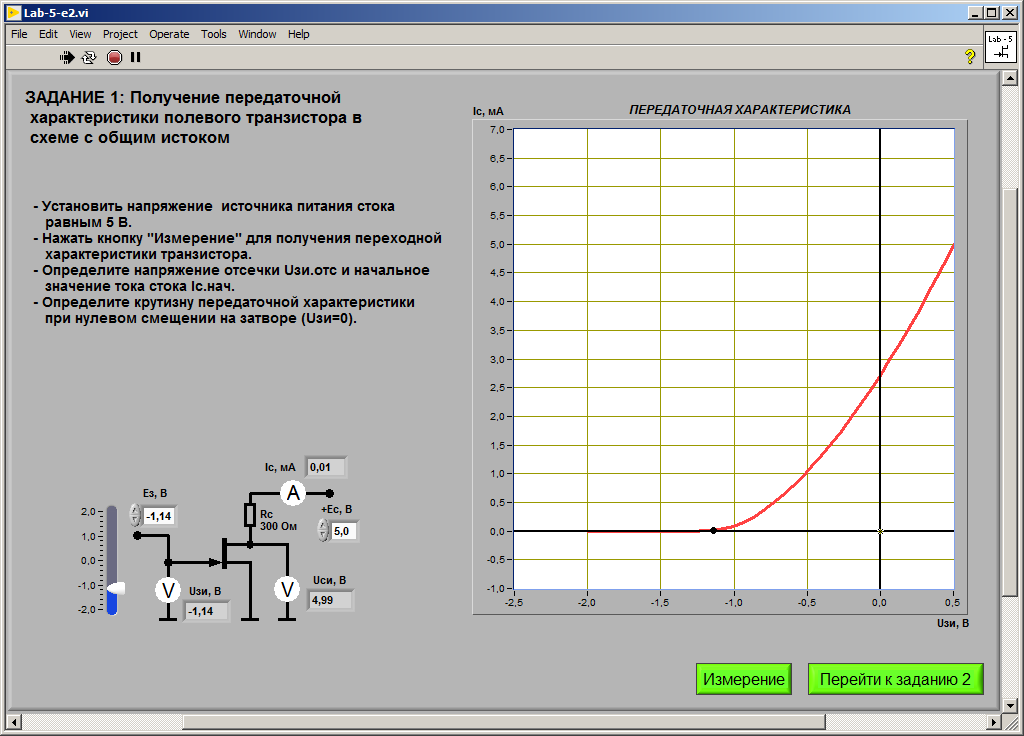 Lab-5-e2.vi
File Edit View Project Operate Tools Window Help
? Lab - 5
ЗАДАНИЕ 1: Получение передаточной
характеристики полевого транзистора в
схеме с общим истоком
- Установить напряжение источника питания стока
равным 5 В.
- Нажать кнопку "Измерение" для получения переходной
характеристики транзистора.
- Определите напряжение отсечки Uзи.отс и начальное
значение тока стока Iс.нач.
- Определите крутизну передаточной характеристики
при нулевом смещении на затворе (Uзи=0).
Iс, мА 0,01
Eз, В
-1,14
A
+Eс, В
5,0
Rс
300 Ом
2,0
1,0
0,0
-1,0
-2,0
V
Uзи, В
-1,14
V
Uси, В
4,99
Iс, мА
ПЕРЕДАТОЧНАЯ ХАРАКТЕРИСТИКА
7,0
6,5
6,0
5,5
5,0
4,5
4,0
3,5
3,0
2,5
2,0
1,5
1,0
0,5
0,0
-0,5
-1,0
-2,5 -2,0 -1,5 -1,0 -0,5 0,0 0,5
Uзи, В
Измерение
Перейти к заданию 2